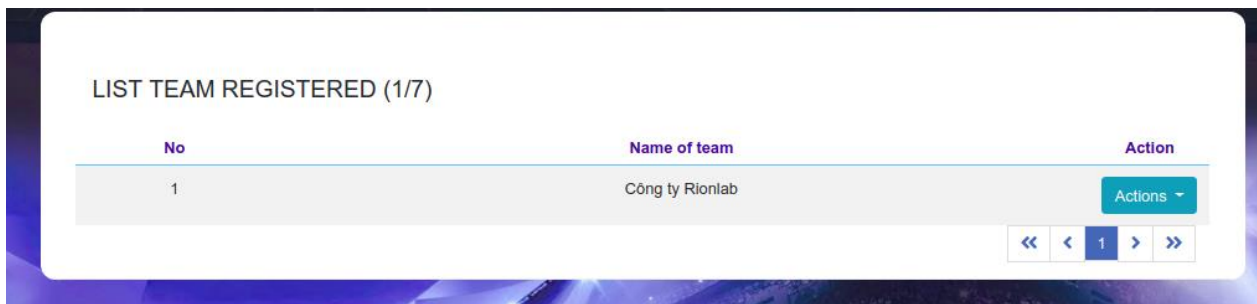 LIST TEAM REGISTERED (1/7)
No Name of team Action
1 Công ty Rionlab Actions
« < 1 > »